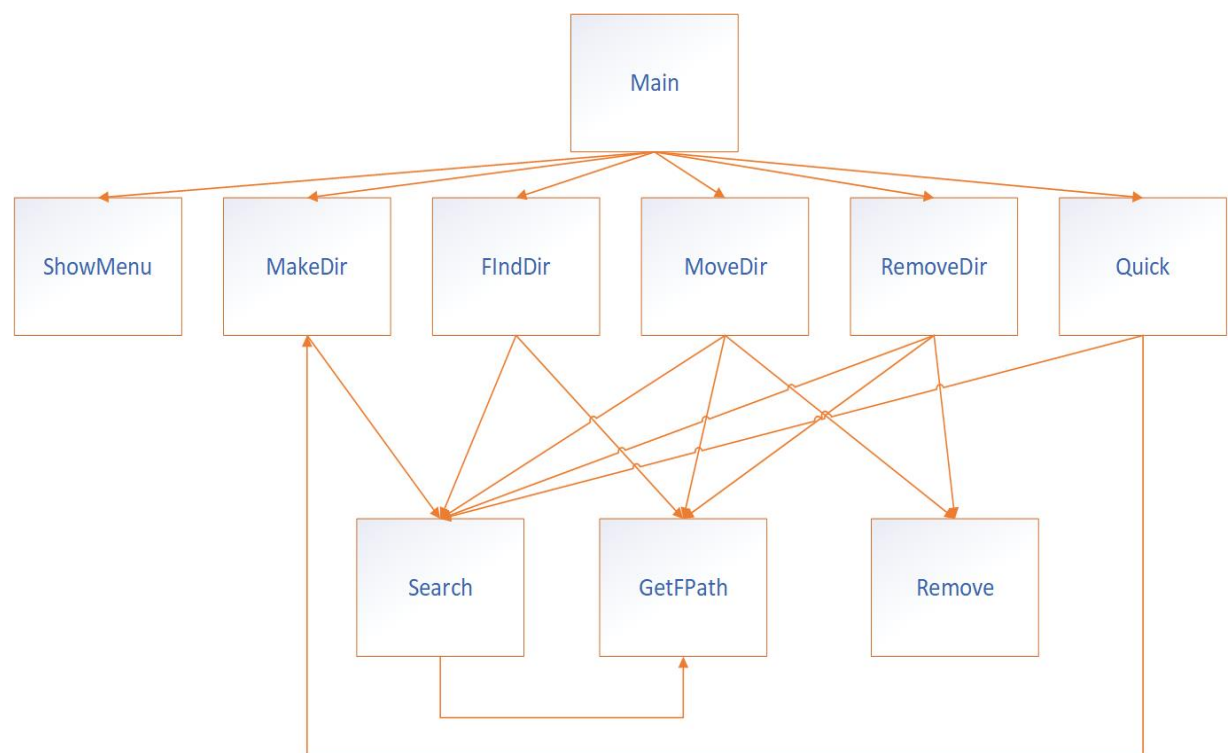 Main
ShowMenu
MakeDir
FIndDir
MoveDir
RemoveDir
Quick
Search
GetFPath
Remove